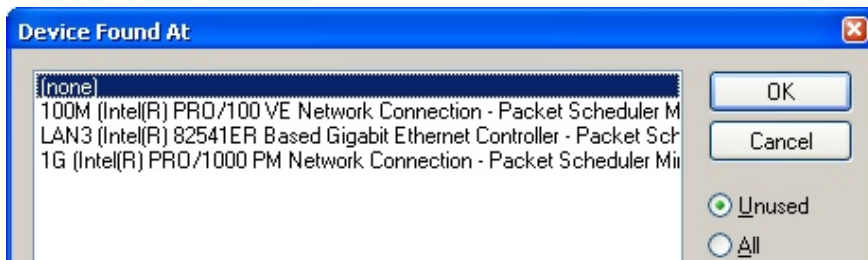 Device Found At
(none)
100M (Intel(R) PRO/100 VE Network Connection - Packet Scheduler M
LAN3 (Intel(R) 82541ER Based Gigabit Ethernet Controller - Packet Sch
1G (Intel(R) PRO/1000 PM Network Connection - Packet Scheduler Mi
OK
Cancel
Unused
All